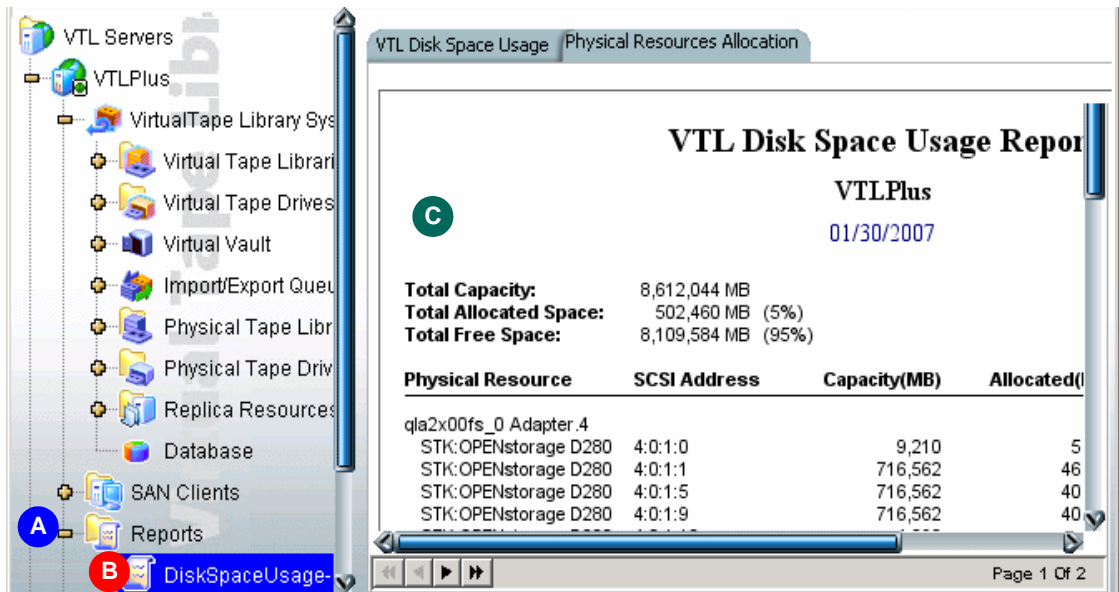 VTL Servers
VTLPlus
VirtualTape Library Sys
Virtual Tape Librari
Virtual Tape Drives
Virtual Vault
Import/Export Queu
Physical Tape Libr
Physical Tape Driv
Replica Resources
Database
SAN Clients
A
Reports
B
DiskSpaceUsage-
VTL Disk Space Usage
Physical Resources Allocation
VTL Disk Space Usage Repor
VTLPlus
C
01/30/2007
Total Capacity: 8,612,044 MB
Total Allocated Space: 502,460 MB (5%)
Total Free Space: 8,109,584 MB (95%)
Physical Resource SCSI Address Capacity(MB) Allocated(
qla2x00fs_0 Adapter.4
STK:OPENstorage D280 4:0:1:0 9,210 5
STK:OPENstorage D280 4:0:1:1 716,562 46
STK:OPENstorage D280 4:0:1:5 716,562 40
STK:OPENstorage D280 4:0:1:9 716,562 40
Page 1 Of 2